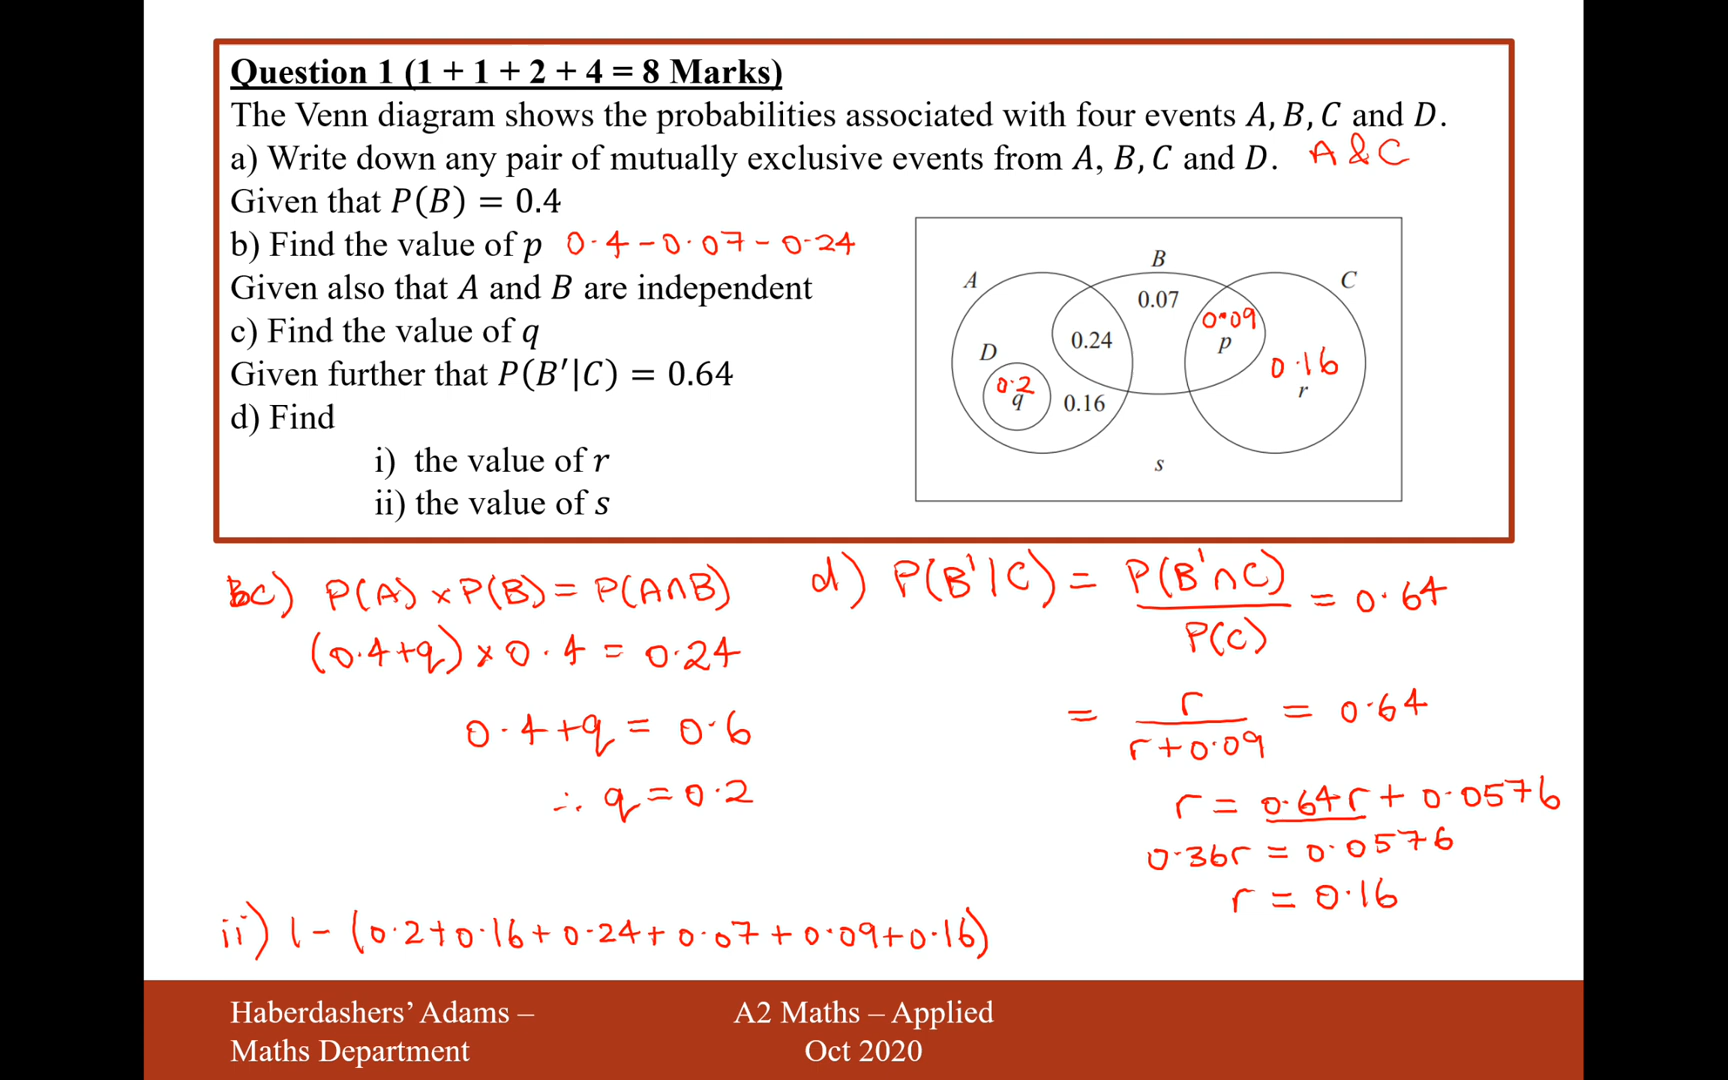 Question 1 (1 + 1 + 2 + 4 = 8 Marks)
The Venn diagram shows the probabilities associated with four events A, B, C and D.
a) Write down any pair of mutually exclusive events from A, B, C and D. A & C
Given that P(B) = 0.4
b) Find the value of p 0.4 - 0.07 - 0.24
Given also that A and B are independent
c) Find the value of q
Given further that P(B′|C) = 0.64
d) Find
i) the value of r
ii) the value of s
B
A
C
0.07
0.09
0.24
p
D
0.16
0.2
q
0.16
r
s
c) P(A) × P(B) = P(A∩B)
(0.4+q) × 0.4 = 0.24
0.4+q = 0.6
∴ q = 0.2
d) P(B'|C) = P(B'∩C) / P(C) = 0.64
= r / r+0.09 = 0.64
r = 0.64r + 0.0576
0.36r = 0.0576
r = 0.16
ii) 1 - (0.2+0.16+0.24+0.07+0.09+0.16)
Haberdashers’ Adams –
Maths Department
A2 Maths – Applied
Oct 2020